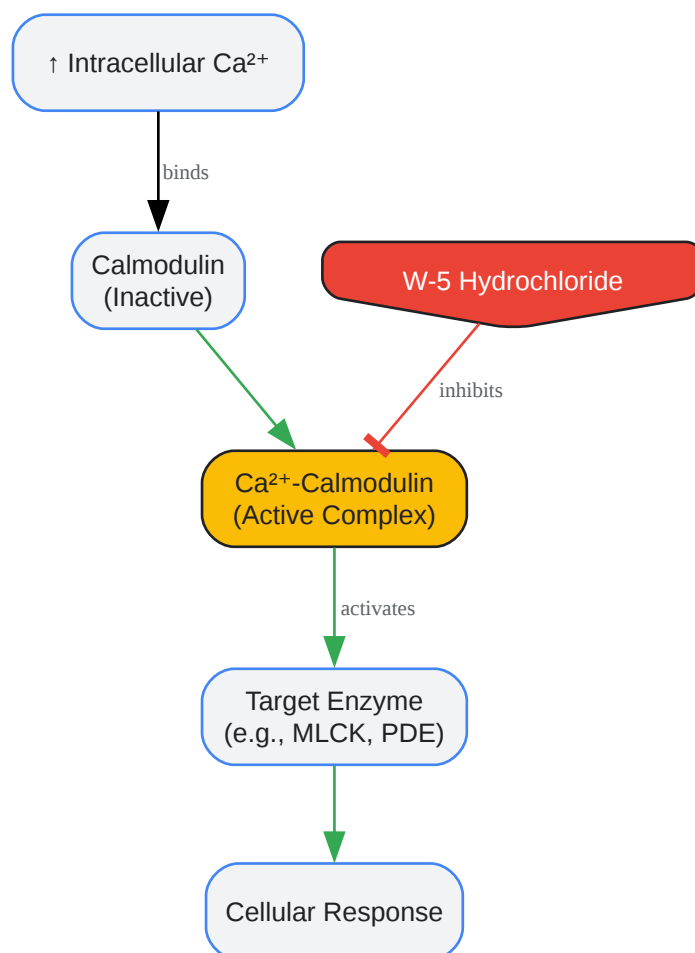 ↑ Intracellular Ca²⁺
binds
Calmodulin
(Inactive)
W-5 Hydrochloride
inhibits
Ca²⁺-Calmodulin
(Active Complex)
activates
Target Enzyme
(e.g., MLCK, PDE)
Cellular Response